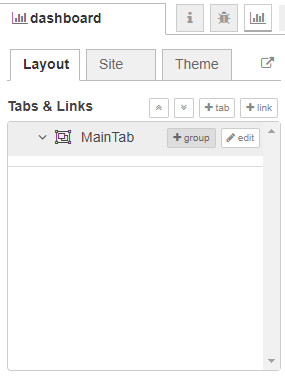 dashboard i
Layout Site Theme
Tabs & Links + tab + link
MainTab + group edit